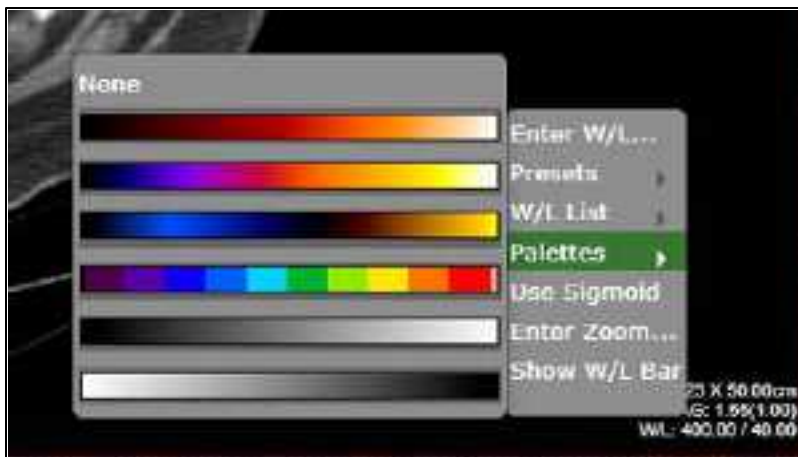 None
Enter W/L...
Presets
W/L List
Palettes
Use Sigmoid
Enter Zoom...
Show W/L Bar
X 50.00cm
1.66(1.00)
W/L: 400.00 / 40.00